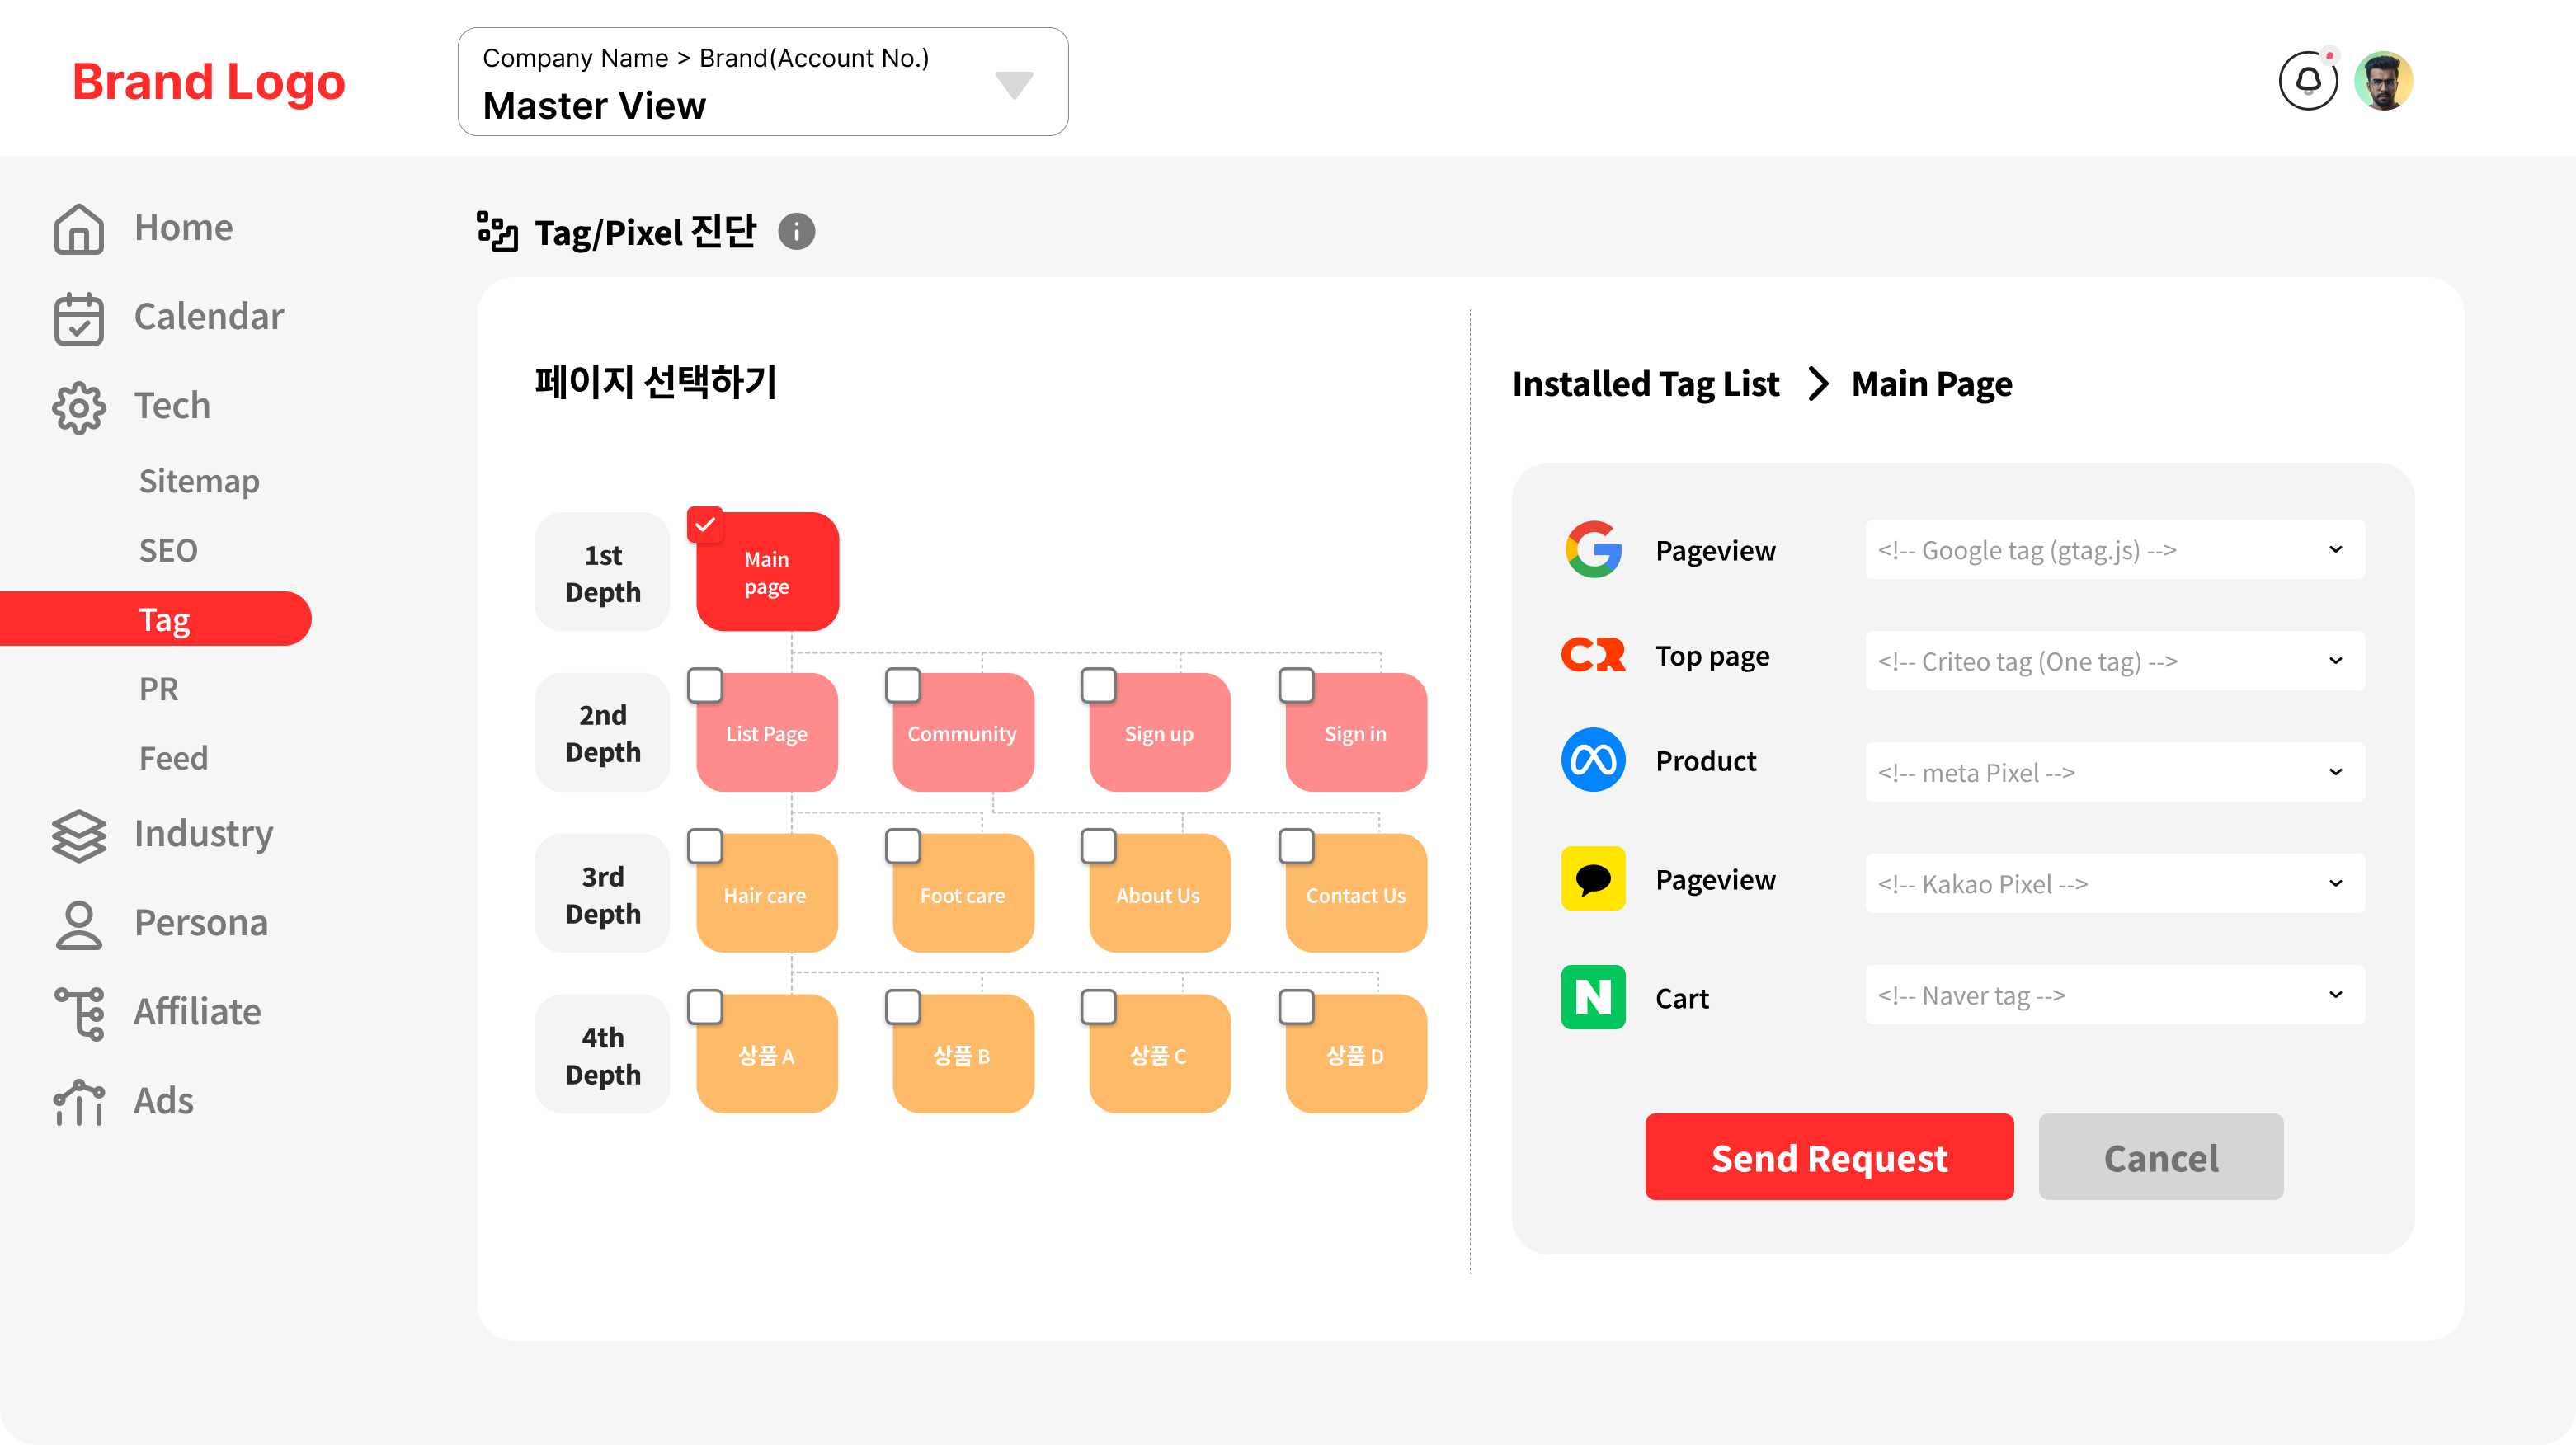 Brand Logo
Company Name > Brand(Account No.)
Master View
Home
Calendar
Tech
Sitemap
SEO
Tag
PR
Feed
Industry
Persona
Affiliate
Ads
Tag/Pixel 진단
페이지 선택하기
1st
Depth
Main
page
2nd
Depth
List Page
Community
Sign up
Sign in
3rd
Depth
Hair care
Foot care
About Us
Contact Us
4th
Depth
상품 A
상품 B
상품 C
상품 D
Installed Tag List
Main Page
Pageview
<!-- Google tag (gtag.js) -->
Top page
<!-- Criteo tag (One tag) -->
Product
<!-- meta Pixel -->
Pageview
<!-- Kakao Pixel -->
Cart
<!-- Naver tag -->
Send Request
Cancel